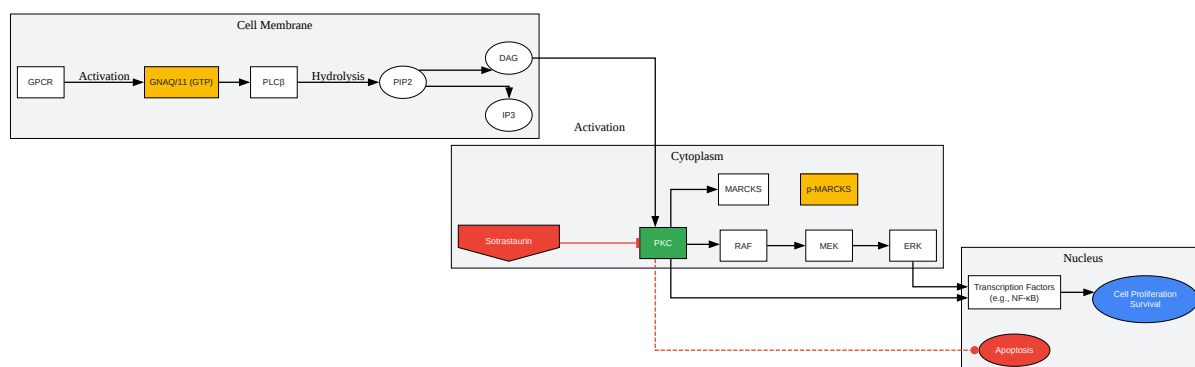 Cell Membrane
GPCR
Activation
GNAQ/11 (GTP)
PLCβ
Hydrolysis
PIP2
DAG
IP3
Activation
Cytoplasm
MARCKS
p-MARCKS
Sotrastaurin
PKC
RAF
MEK
ERK
Nucleus
Transcription Factors
(e.g., NF-κB)
Cell Proliferation
Survival
Apoptosis